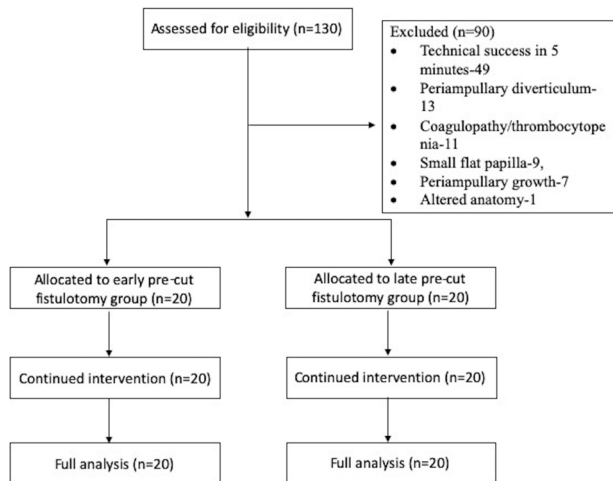 Assessed for eligibility (n=130)
Excluded (n=90)
• Technical success in 5
minutes-49
• Periampullary diverticulum-
13
• Coagulopathy/thrombocytope
nia-11
• Small flat papilla-9,
• Periampullary growth-7
• Altered anatomy-1
Allocated to early pre-cut
fistulotomy group (n=20)
Allocated to late pre-cut
fistulotomy group (n=20)
Continued intervention (n=20)
Continued intervention (n=20)
Full analysis (n=20)
Full analysis (n=20)